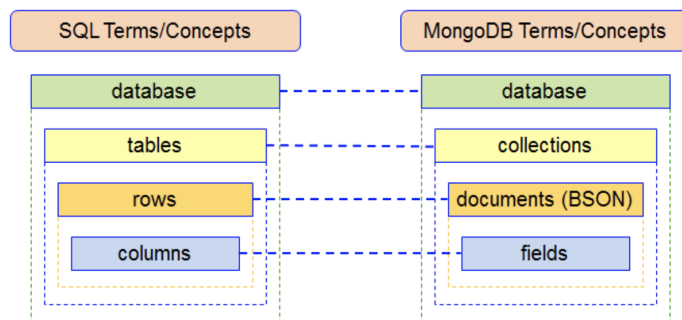 SQL Terms/Concepts
MongoDB Terms/Concepts
database
database
tables
collections
rows
documents (BSON)
columns
fields